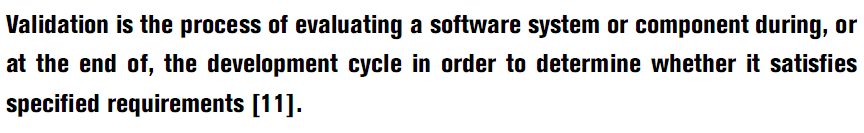 Validation is the process of evaluating a software system or component during, or
at the end of, the development cycle in order to determine whether it satisfies
specified requirements [11].